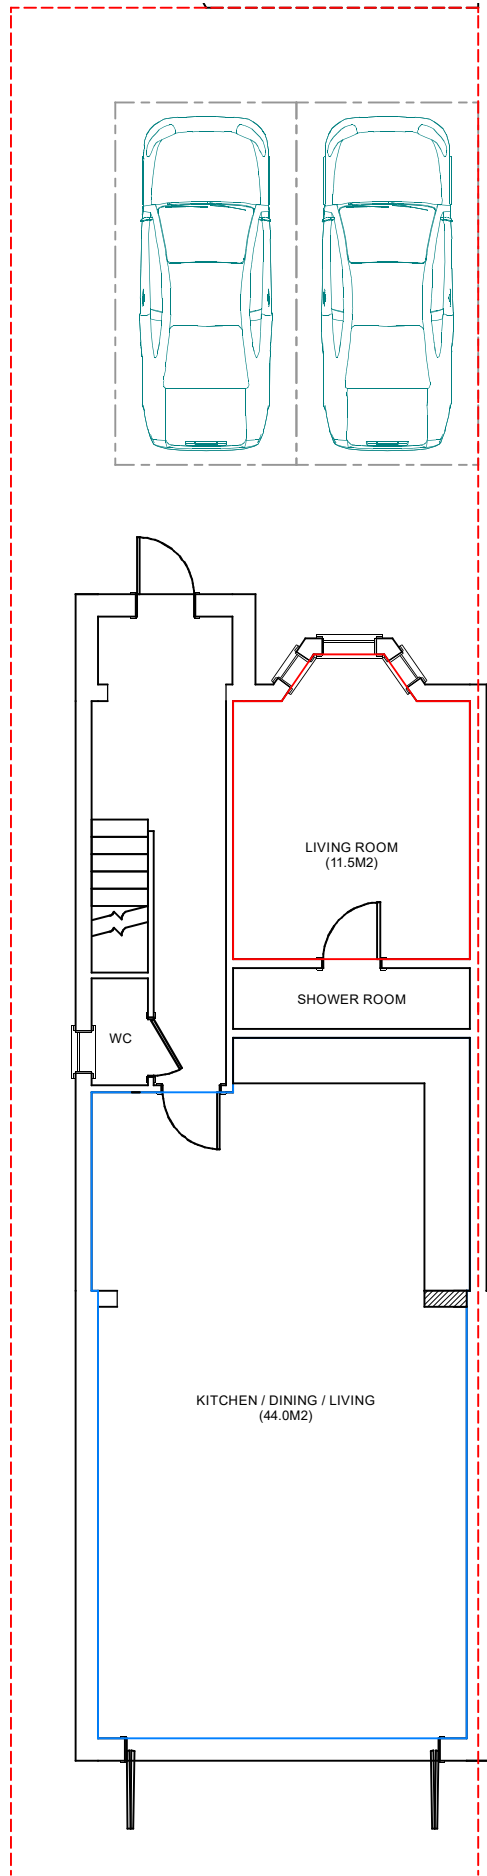 LIVING ROOM
(11.5M2)
SHOWER ROOM
WC
KITCHEN / DINING / LIVING
(44.0M2)